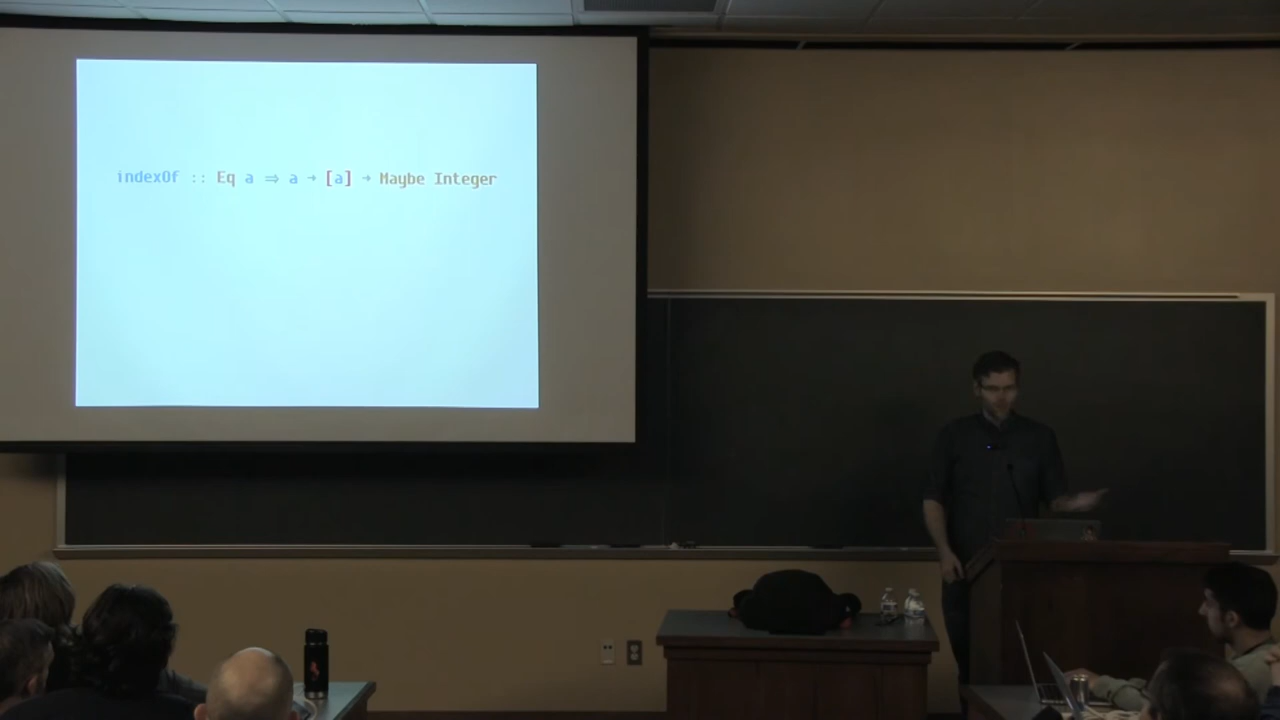 indexOf :: Eq a ⇒ a → [a] → Maybe Integer